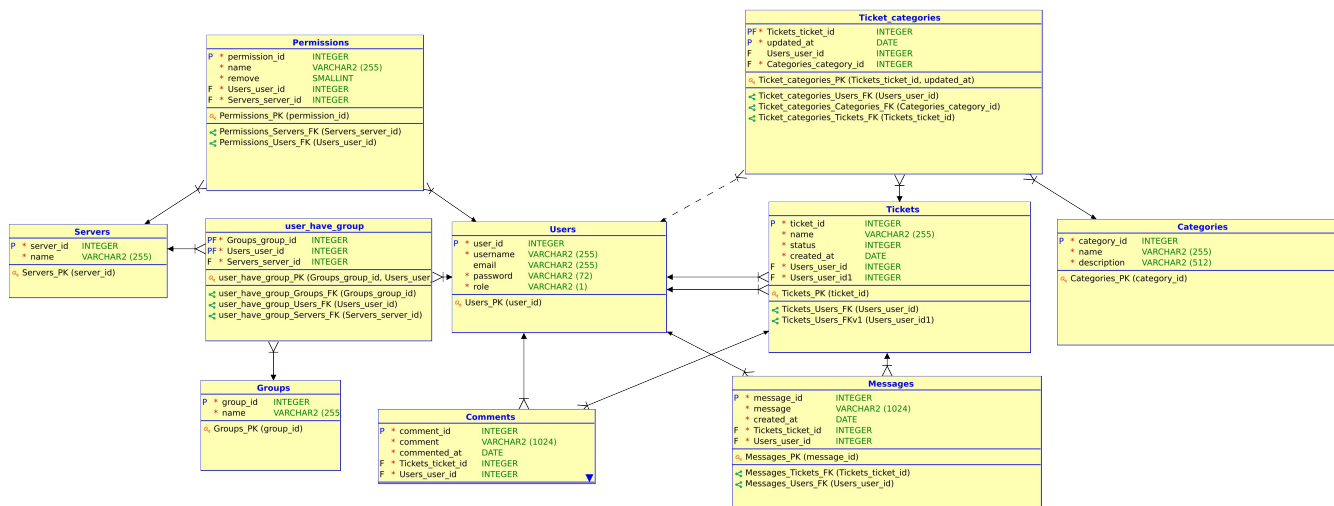 Ticket_categories
PF * Tickets_ticket_id INTEGER
P * updated_at DATE
F Users_user_id INTEGER
F * Categories_category_id INTEGER
Ticket_categories_PK (Tickets_ticket_id, updated_at)
Ticket_categories_Users_FK (Users_user_id)
Ticket_categories_Categories_FK (Categories_category_id)
Ticket_categories_Tickets_FK (Tickets_ticket_id)
Permissions
P * permission_id INTEGER
* name VARCHAR2 (255)
* remove SMALLINT
F * Users_user_id INTEGER
F * Servers_server_id INTEGER
Permissions_PK (permission_id)
Permissions_Servers_FK (Servers_server_id)
Permissions_Users_FK (Users_user_id)
Servers
P * server_id INTEGER
* name VARCHAR2 (255)
Servers_PK (server_id)
user_have_group
PF * Groups_group_id INTEGER
PF * Users_user_id INTEGER
F * Servers_server_id INTEGER
user_have_group_PK (Groups_group_id, Users_user
user_have_group_Groups_FK (Groups_group_id)
user_have_group_Users_FK (Users_user_id)
user_have_group_Servers_FK (Servers_server_id)
Users
P * user_id INTEGER
* username VARCHAR2 (255)
email VARCHAR2 (255)
* password VARCHAR2 (72)
* role VARCHAR2 (1)
Users_PK (user_id)
Tickets
P * ticket_id INTEGER
* name VARCHAR2 (255)
* status INTEGER
* created_at DATE
F * Users_user_id INTEGER
F * Users_user_id1 INTEGER
Tickets_PK (ticket_id)
Tickets_Users_FK (Users_user_id)
Tickets_Users_FKv1 (Users_user_id1)
Categories
P * category_id INTEGER
* name VARCHAR2 (255)
* description VARCHAR2 (512)
Categories_PK (category_id)
Groups
P * group_id INTEGER
* name VARCHAR2 (255
Groups_PK (group_id)
Comments
P * comment_id INTEGER
* comment VARCHAR2 (1024)
* commented_at DATE
F * Tickets_ticket_id INTEGER
F * Users_user_id INTEGER
Messages
P * message_id INTEGER
* message VARCHAR2 (1024)
* created_at DATE
F * Tickets_ticket_id INTEGER
F * Users_user_id INTEGER
Messages_PK (message_id)
Messages_Tickets_FK (Tickets_ticket_id)
Messages_Users_FK (Users_user_id)